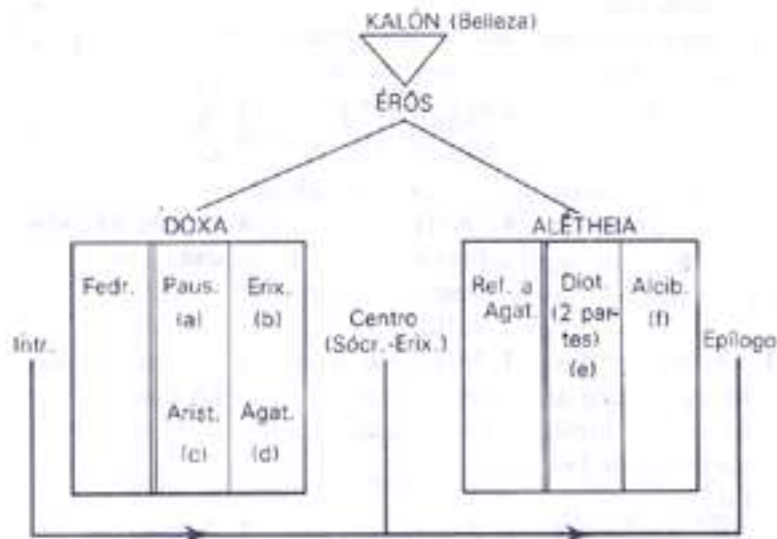 KALÓN (Belleza)
ÉRÔS
DÓXA
ALÉTHEIA
Fedr.
Paus.
(a)
Erix.
(b)
Arist.
(c)
Agat.
(d)
Intr.
Centro
(Sócr.-Erix.)
Ref. a
Agat.
Diot.
(2 par-
tes)
(e)
Alcib.
(f)
Epílogo